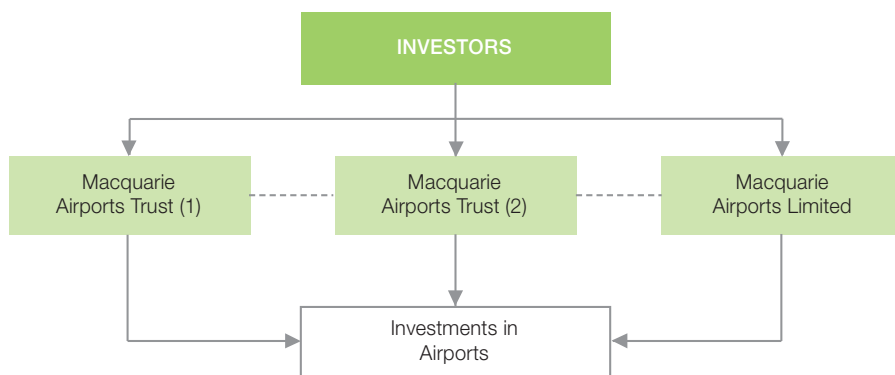 INVESTORS
Macquarie
Airports Trust (1)
Macquarie
Airports Trust (2)
Macquarie
Airports Limited
Investments in
Airports